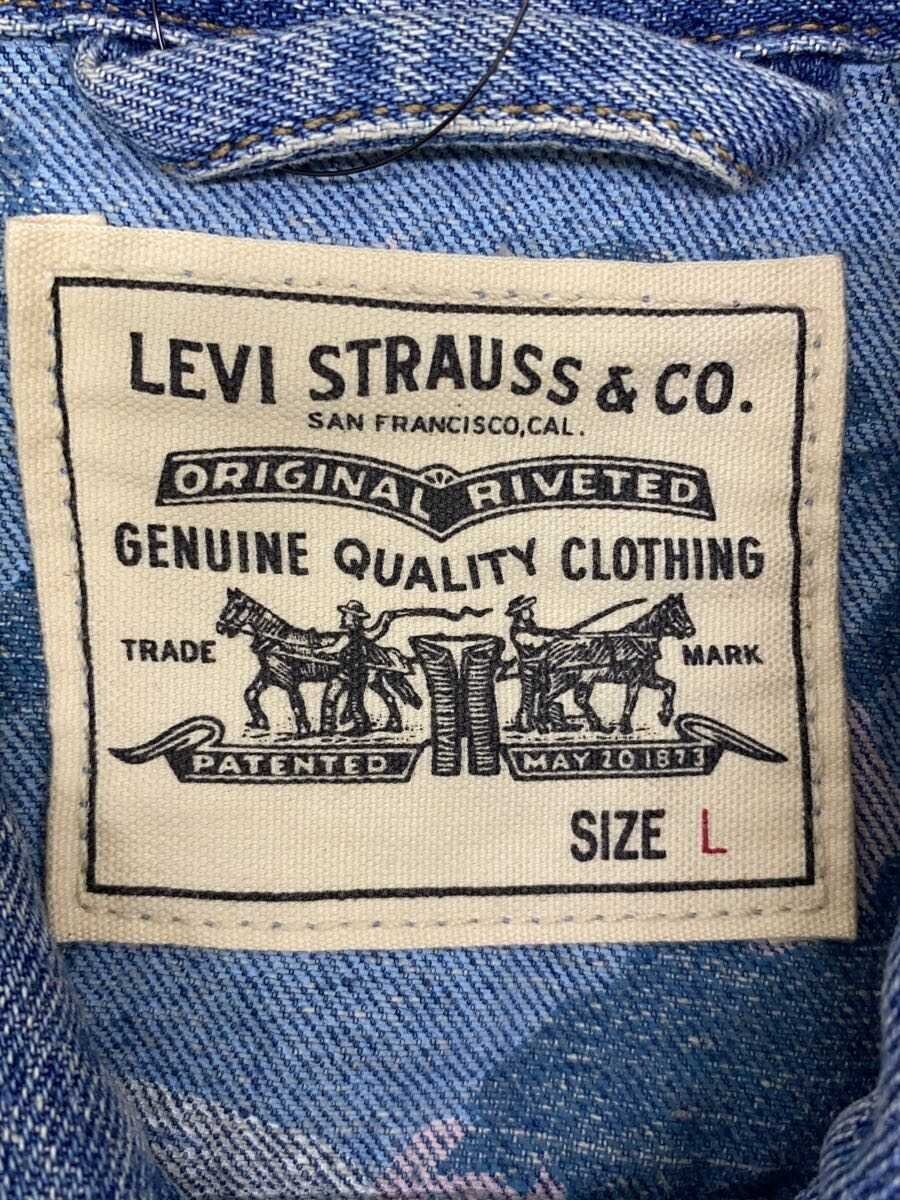 LEVI STRAUSS & CO.
SAN FRANCISCO, CAL.
ORIGINAL RIVETED
GENUINE QUALITY CLOTHING
TRADE MARK
PATENTED MAY 20 1873
SIZE L